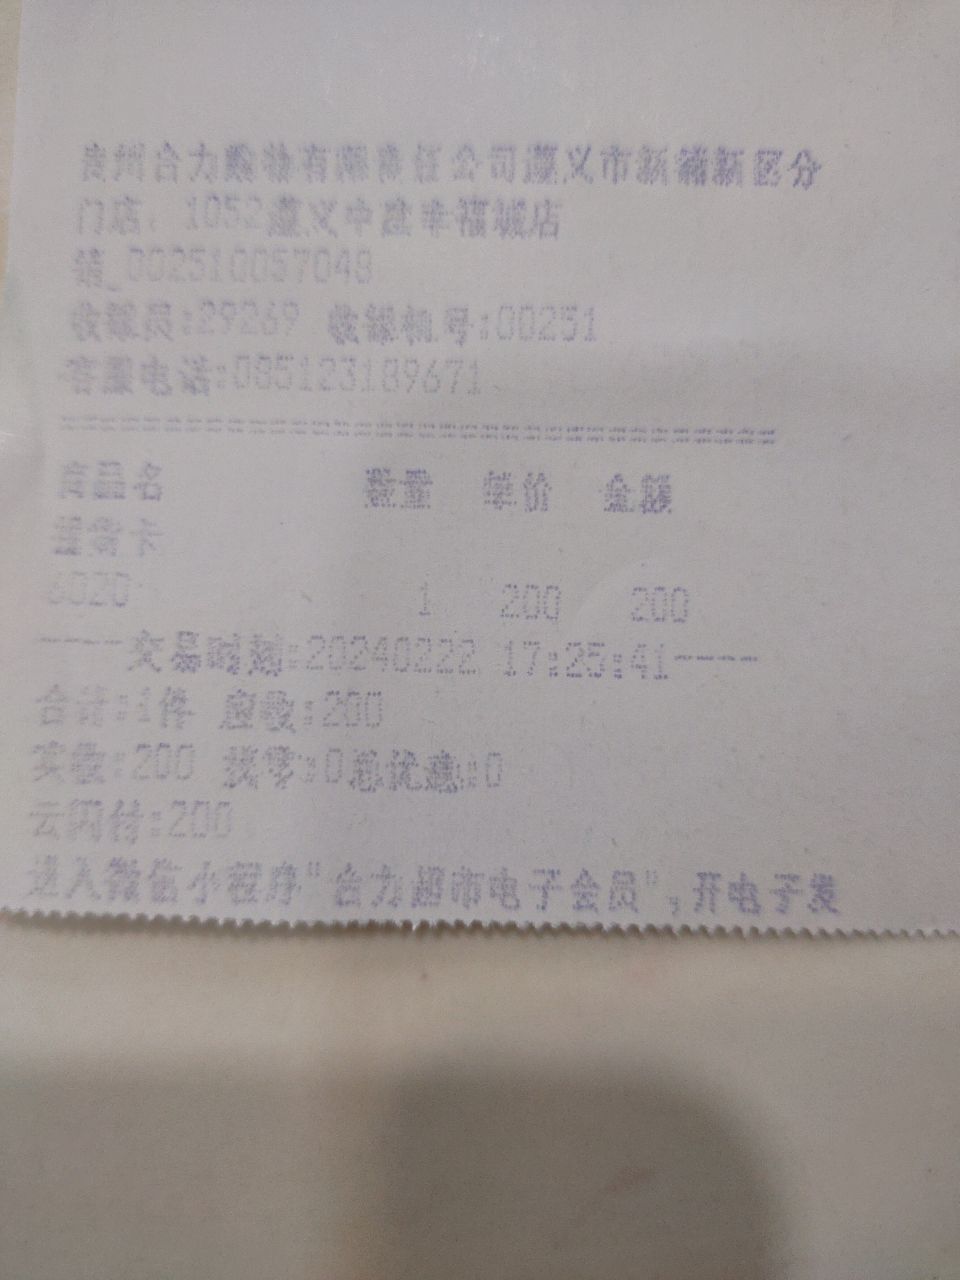 贵州合力购物有限责任公司遵义市新蒲新区分
门店: 1052遵义中建幸福城店
销_002510057048
收银员:29269 收银机号:00251
客服电话:085123189671
========================================
商品名 数量 单价 金额
提货卡
6020 1 200 200
----交易时刻:20240222 17:25:41----
合计:1件 应收:200
实收:200 找零:0总优惠:0
云闪付:200
进入微信小程序"合力超市电子会员",开电子发